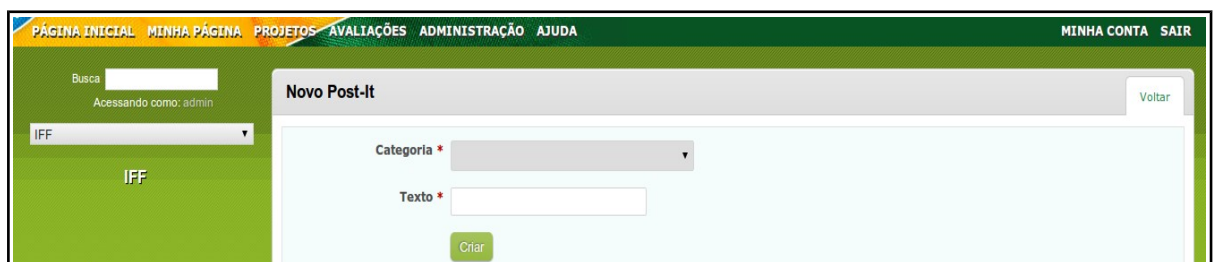 PÁGINA INICIAL MINHA PÁGINA PROJETOS AVALIAÇÕES ADMINISTRAÇÃO AJUDA MINHA CONTA SAIR
Busca
Acessando como: admin
IFF
IFF
Novo Post-It
Voltar
Categoria *
Texto *
Criar